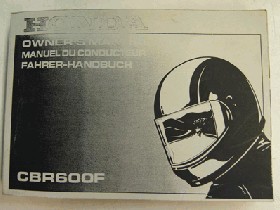 HONDA
OWNER'S MANUAL
MANUEL DU CONDUCTEUR
FAHRER-HANDBUCH
CBR600F